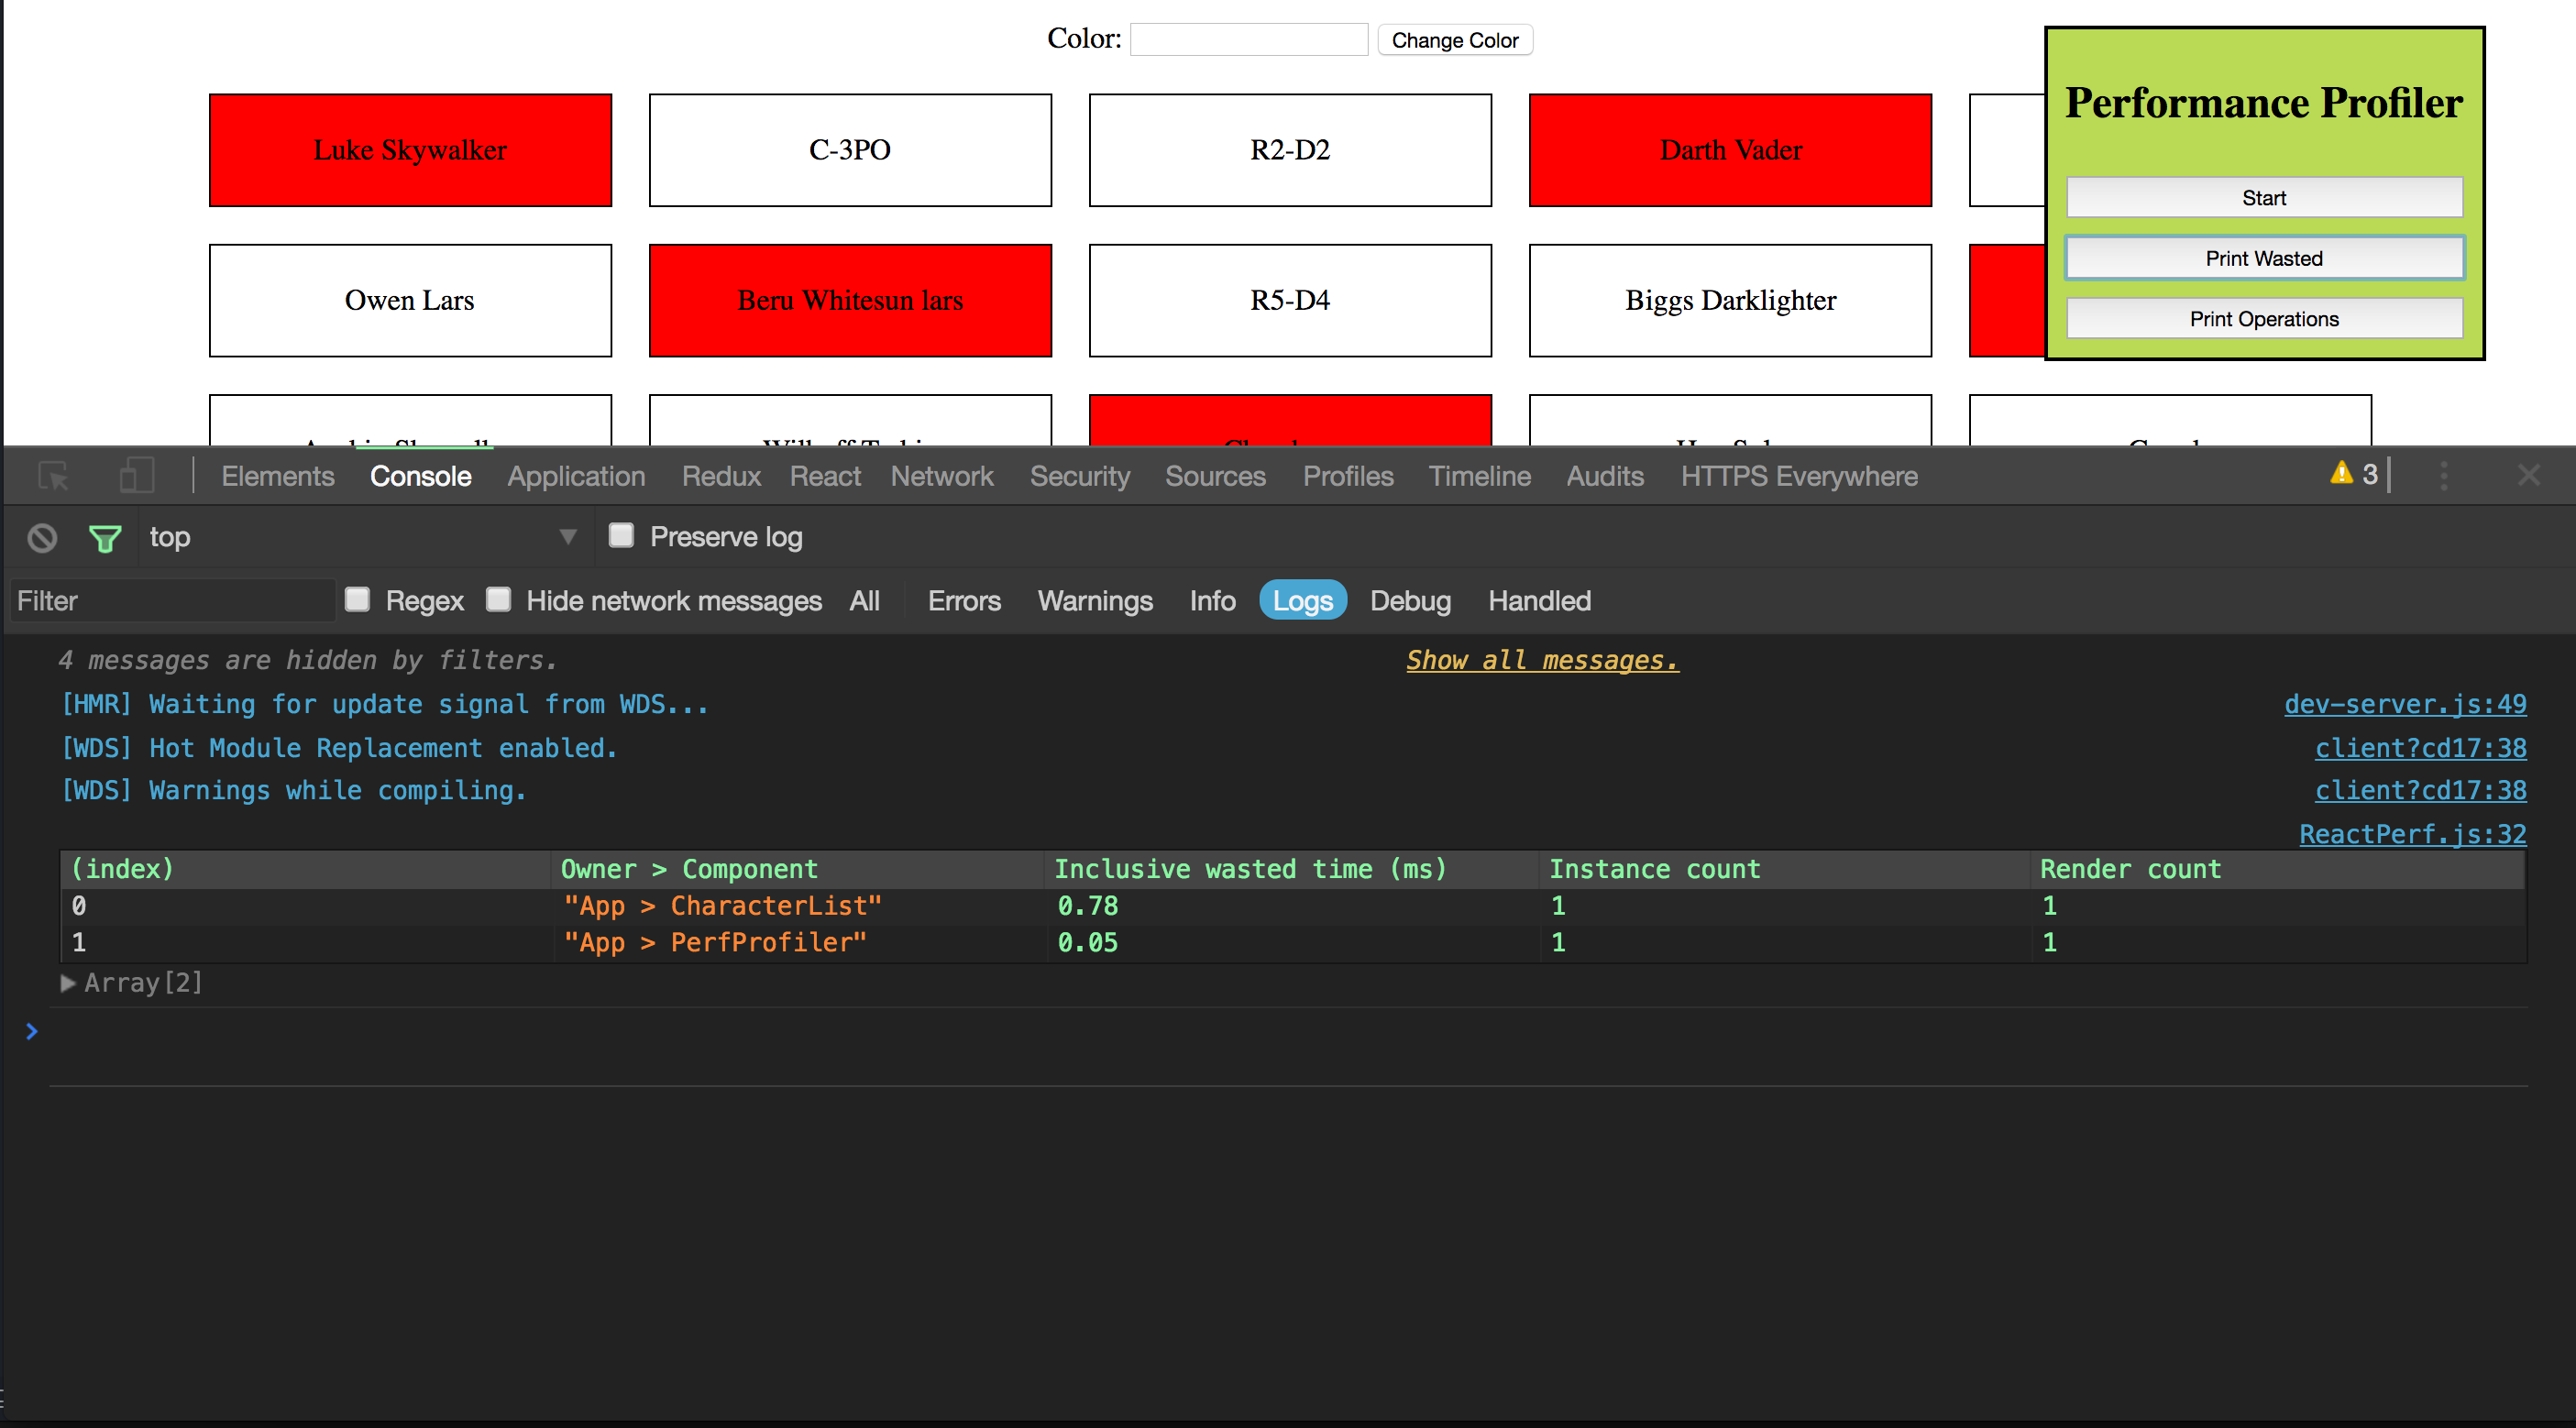 Color: Change Color
Performance Profiler
Start
Print Wasted
Print Operations
Luke Skywalker C-3PO R2-D2 Darth Vader
Owen Lars Beru Whitesun lars R5-D4 Biggs Darklighter
Elements Console Application Redux React Network Security Sources Profiles Timeline Audits HTTPS Everywhere 3
top Preserve log
Filter Regex Hide network messages All Errors Warnings Info Logs Debug Handled
4 messages are hidden by filters. Show all messages.
[HMR] Waiting for update signal from WDS... dev-server.js:49
[WDS] Hot Module Replacement enabled. client?cd17:38
[WDS] Warnings while compiling. client?cd17:38
ReactPerf.js:32
(index) Owner > Component Inclusive wasted time (ms) Instance count Render count
0 "App > CharacterList" 0.78 1 1
1 "App > PerfProfiler" 0.05 1 1
Array[2]